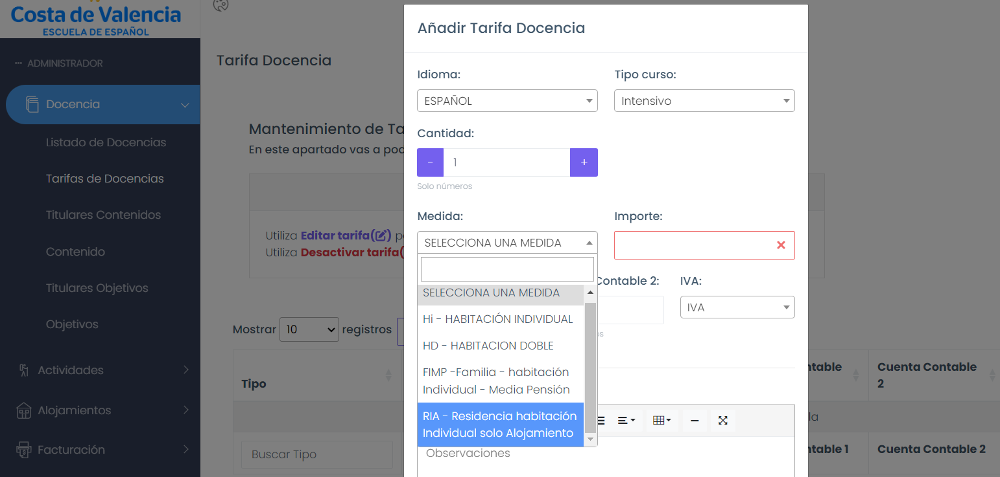 Costa de Valencia
ESCUELA DE ESPAÑOL
ADMINISTRADOR
Docencia
Listado de Docencias
Tarifas de Docencias
Titulares Contenidos
Contenido
Titulares Objetivos
Objetivos
Actividades
Alojamientos
Facturación
Tarifa Docencia
Mantenimiento de Ta
En este apartado vas a pod
Utiliza Editar tarifa( ) p
Utiliza Desactivar tarifa(
Mostrar 10 registros
Tipo
Buscar Tipo
Añadir Tarifa Docencia
Idioma: Tipo curso:
ESPAÑOL Intensivo
Cantidad:
- 1 +
Solo números
Medida: Importe:
SELECCIONA UNA MEDIDA
SELECCIONA UNA MEDIDA
Hi - HABITACIÓN INDIVIDUAL
HD - HABITACION DOBLE
FIMP -Familia - habitación
Individual - Media Pensión
RIA - Residencia habitación
Individual solo Alojamiento
Contable 2: IVA:
IVA
os
Observaciones
ntable Cuenta Contable
2
la
ntable 1 Cuenta Contable 2